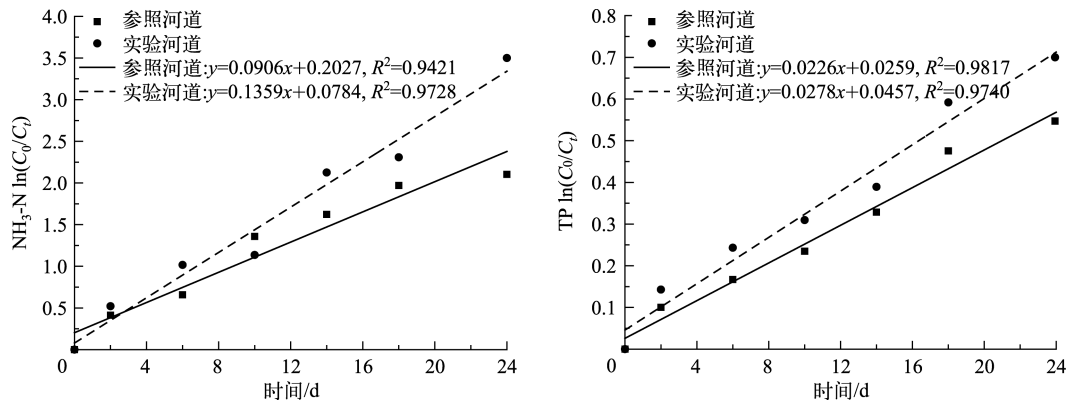 参照河道
实验河道
参照河道:y=0.0906x+0.2027, R²=0.9421
实验河道:y=0.1359x+0.0784, R²=0.9728
3.5
4.0
2.5
2.0
1.5
1.0
0.5
0
4
8
12
16
20
24
NH₃-N ln(C₀/Cₜ)
时间/d
参照河道
实验河道
参照河道:y=0.0226x+0.0259, R²=0.9817
实验河道:y=0.0278x+0.0457, R²=0.9740
0.8
0.7
0.6
0.5
0.4
0.3
0.2
0.1
0
4
8
12
16
20
24
TP ln(C₀/Cₜ)
时间/d